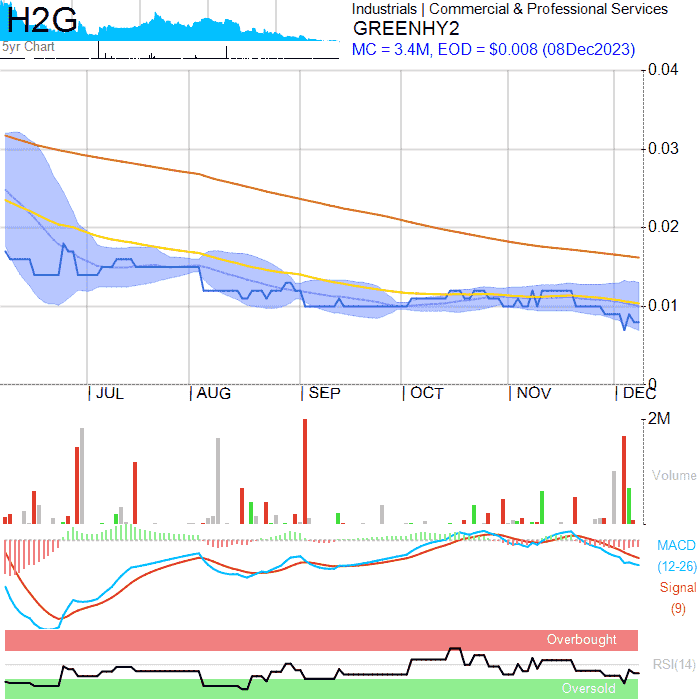 H2G
5yr Chart
Industrials | Commercial & Professional Services
GREENHY2
MC = 3.4M, EOD = $0.008 (08Dec2023)
0.04
0.03
0.02
0.01
0
| JUL | AUG | SEP | OCT | NOV | DEC
2M
Volume
MACD
(12-26)
Signal
(9)
Overbought
RSI(14)
Oversold